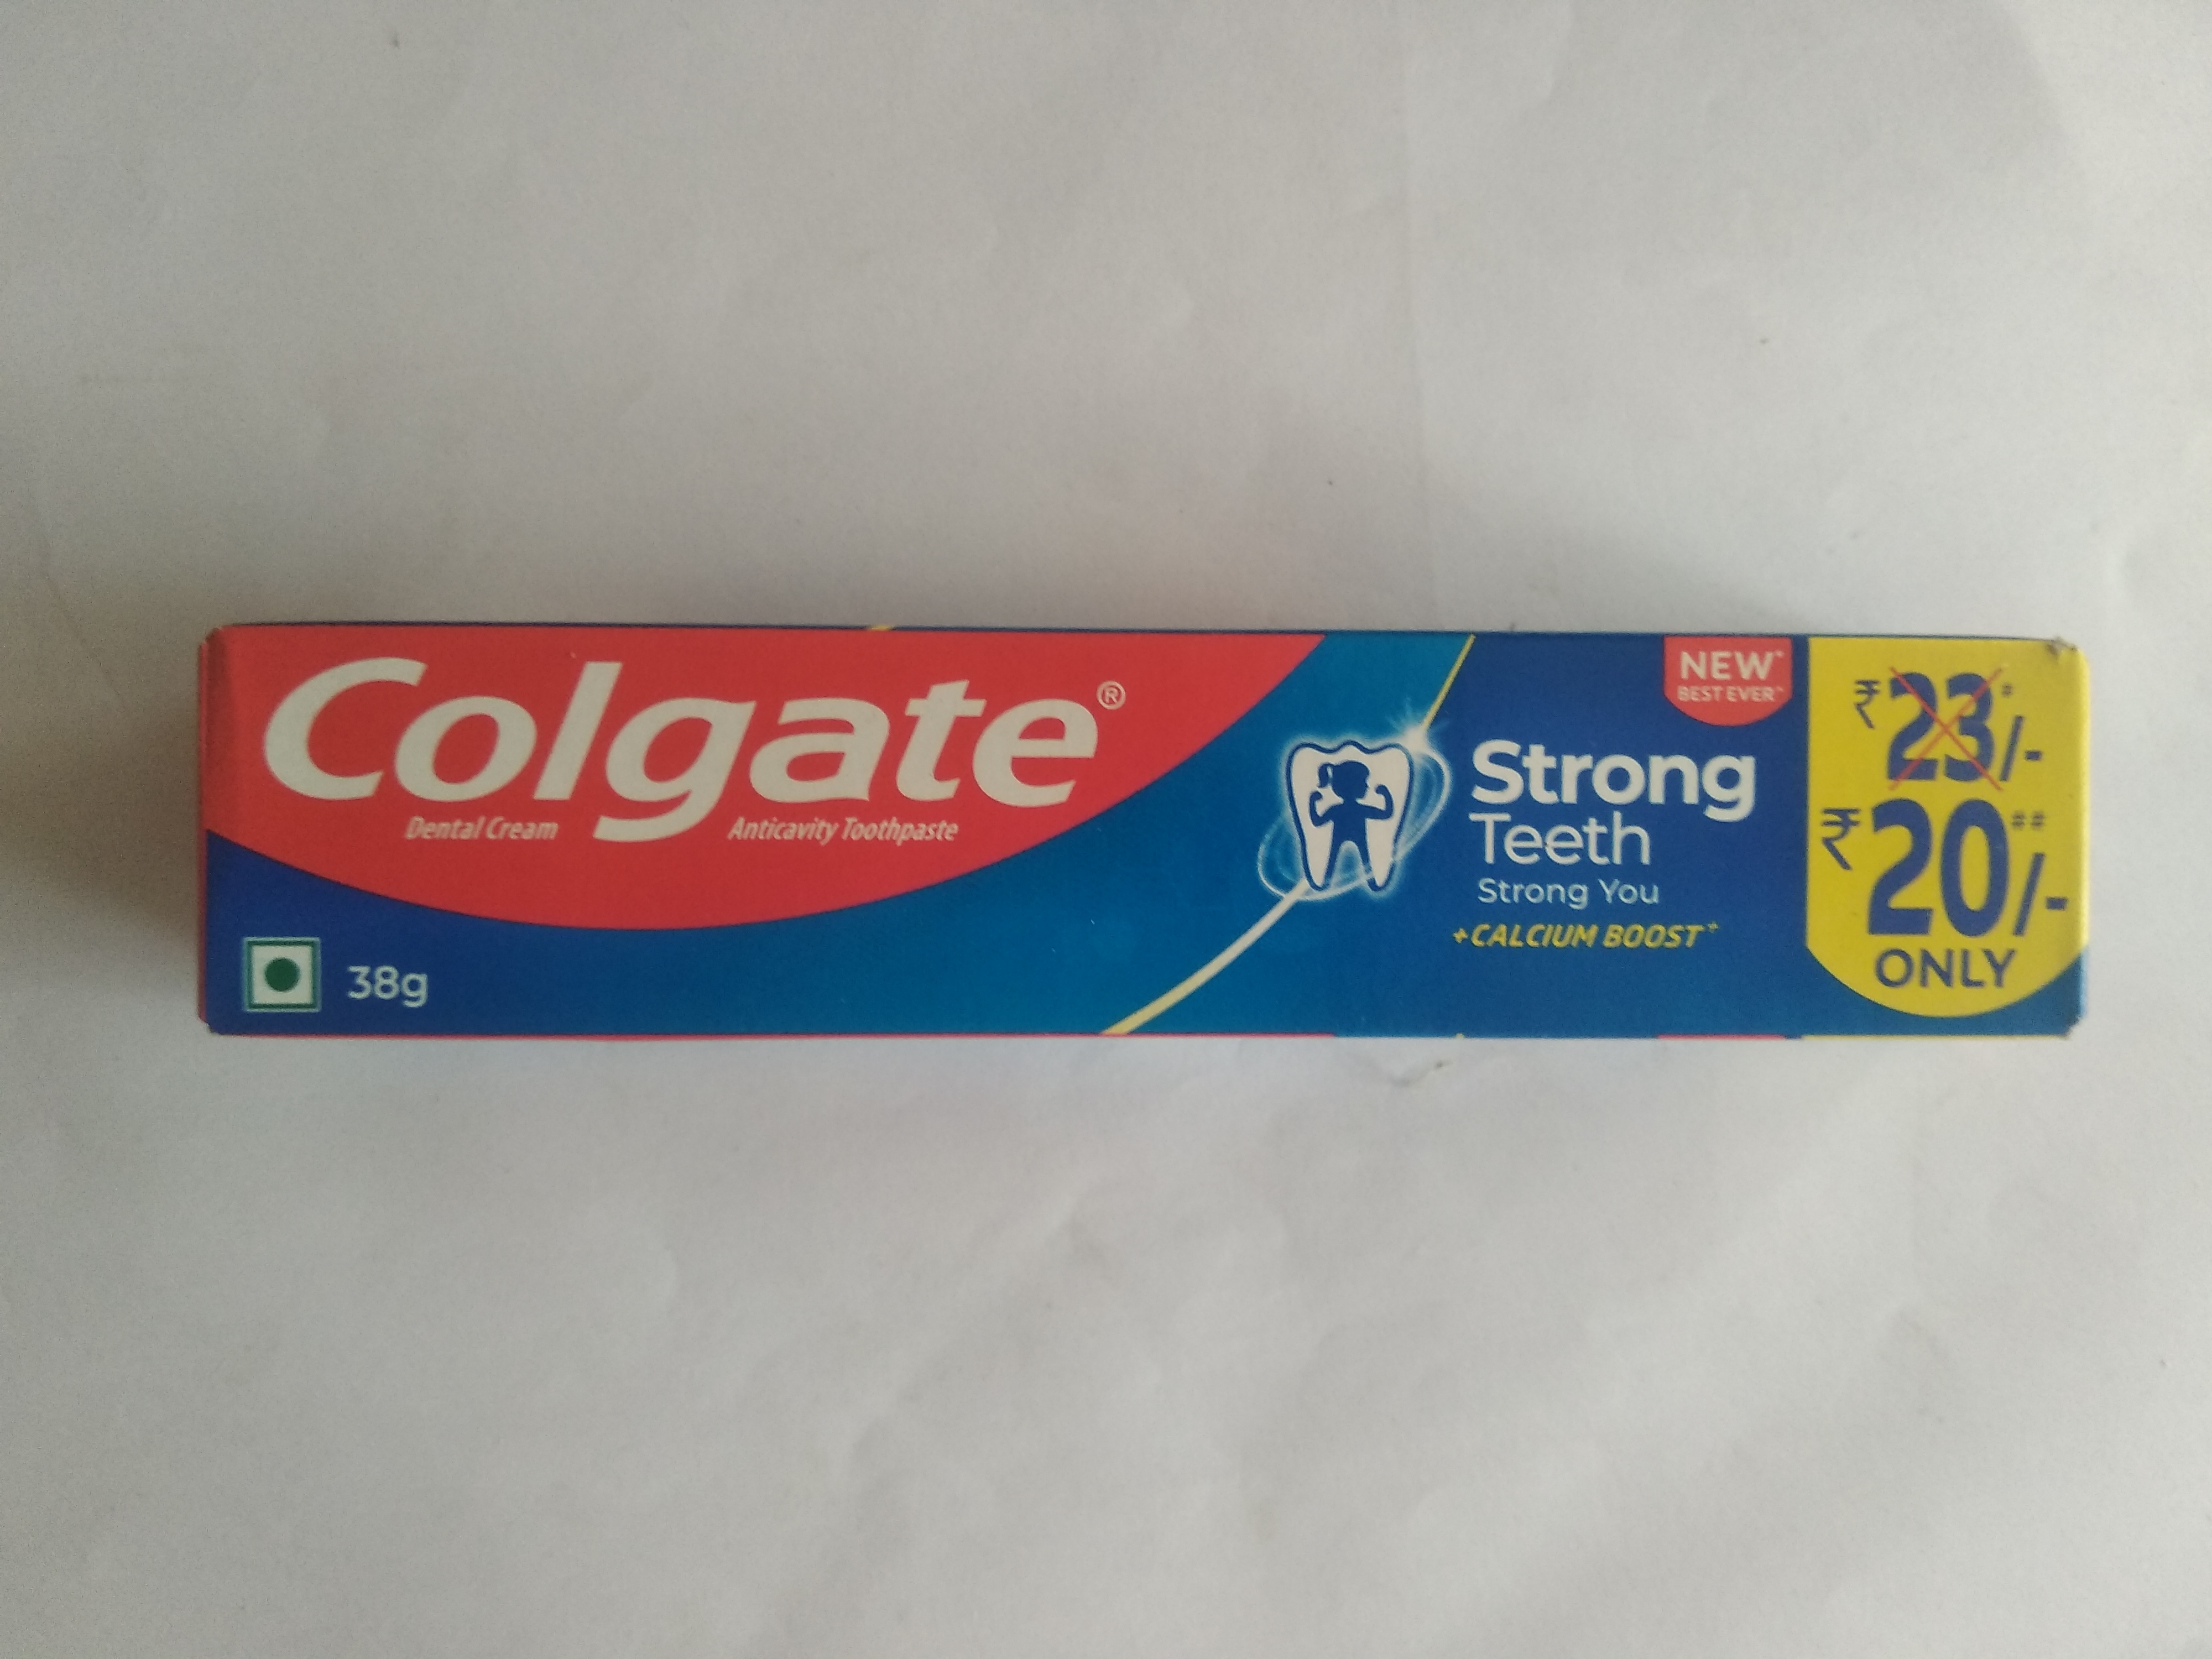 Colgate®
Dental Cream Anticavity Toothpaste
38g
NEW~
BEST EVER~
Strong
Teeth
Strong You
+CALCIUM BOOST+
₹23#/-
₹20##/-
ONLY